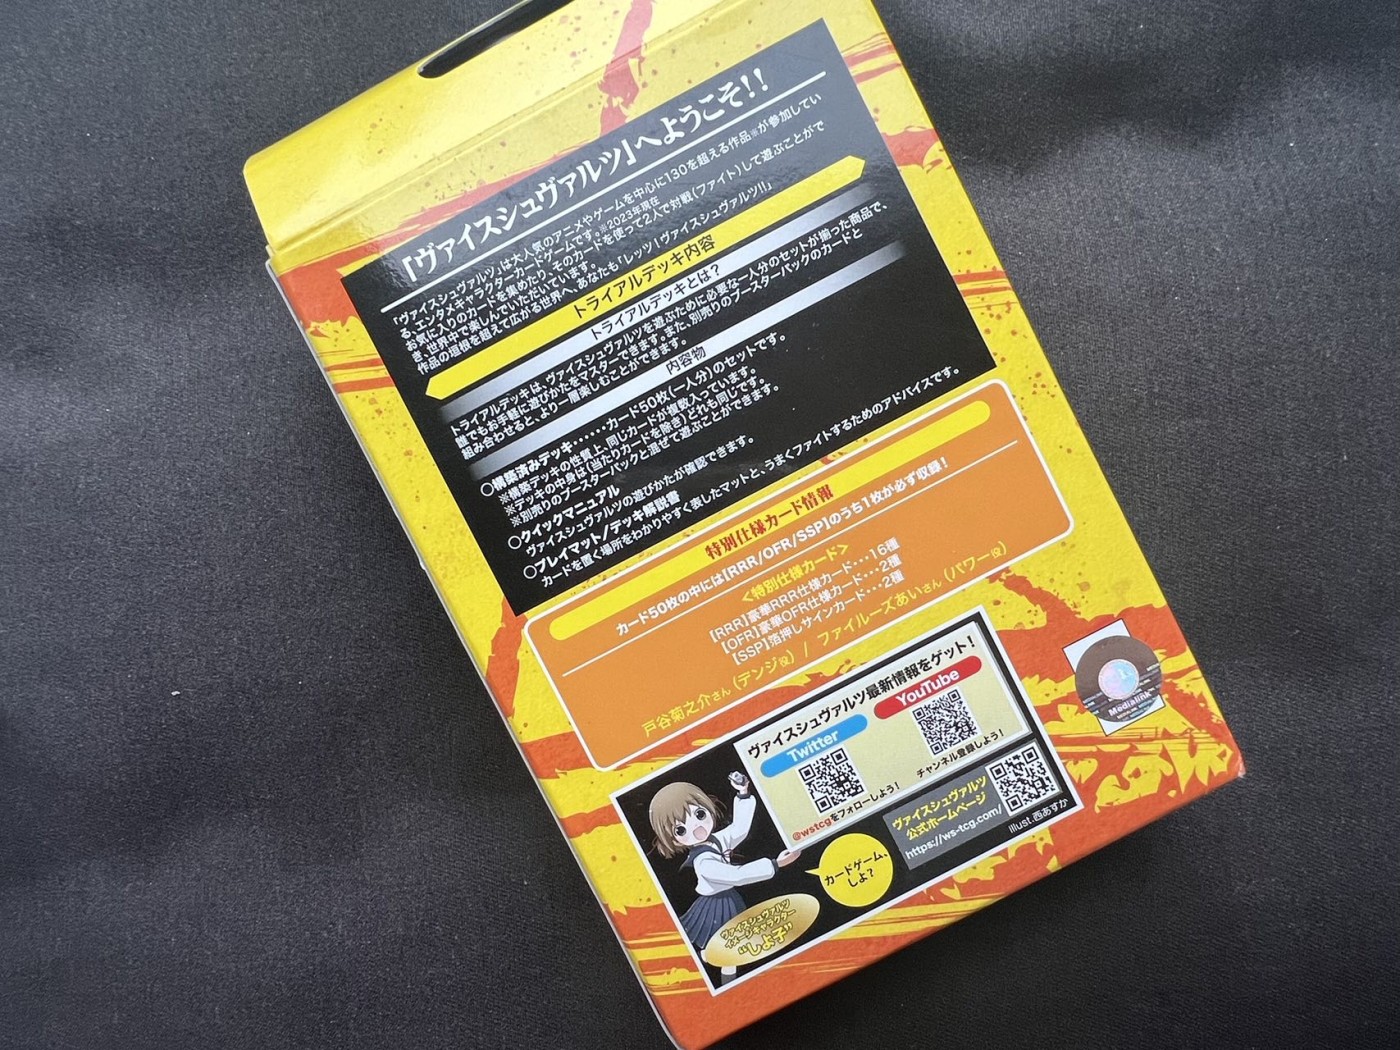 「ヴァイスシュヴァルツ」へようこそ!!
「ヴァイスシュヴァルツ」は大人気のアニメやゲームを中心に130を超える作品※が参加してい
る、エンタメキャラクターカードゲームです。※2023年現在
お気に入りのカードを集めたり、そのカードを使って2人で対戦(ファイト)して遊ぶことがで
き、世界中で楽しんでいただいています。
作品の垣根を超えて広がる世界へ、あなたも「レッツ!ヴァイスシュヴァルツ!!」
トライアルデッキ内容
トライアルデッキとは?
トライアルデッキは、ヴァイスシュヴァルツを遊ぶために必要な一人分のセットが揃った商品で、
誰でもお手軽に遊びかたをマスターできます。また、別売りのブースターパックのカードと
組み合わせると、より一層楽しむことができます。
内容物
○構築済みデッキ……カード50枚(一人分)のセットです。
※構築デッキの性質上、同じカードが複数入っています。
※デッキの中身は(当たりカードを除き)どれも同じです。
※別売りのブースターパックと混ぜて遊ぶことができます。
○クイックマニュアル
ヴァイスシュヴァルツの遊びかたが確認できます。
○プレイマット/デッキ解説書
カードを置く場所をわかりやすく表したマットと、うまくファイトするためのアドバイスです。
特別仕様カード情報
カード50枚の中には【RRR/OFR/SSP】のうち1枚が必ず収録!
<特別仕様カード>
【RRR】豪華RRR仕様カード・・・16種
【OFR】豪華OFR仕様カード・・・2種
【SSP】箔押しサインカード・・・2種
戸谷菊之介さん(デンジ役) / ファイルーズあいさん(パワー役)
ヴァイスシュヴァルツ最新情報をゲット!
Twitter
@wstcgをフォローしよう!
YouTube
チャンネル登録しよう!
ヴァイスシュヴァルツ
公式ホームページ
https://ws-tcg.com/
カードゲーム、
しよ?
ヴァイスシュヴァルツ
イメージキャラクター
"しよ子"
illust.西あすか
Medialink